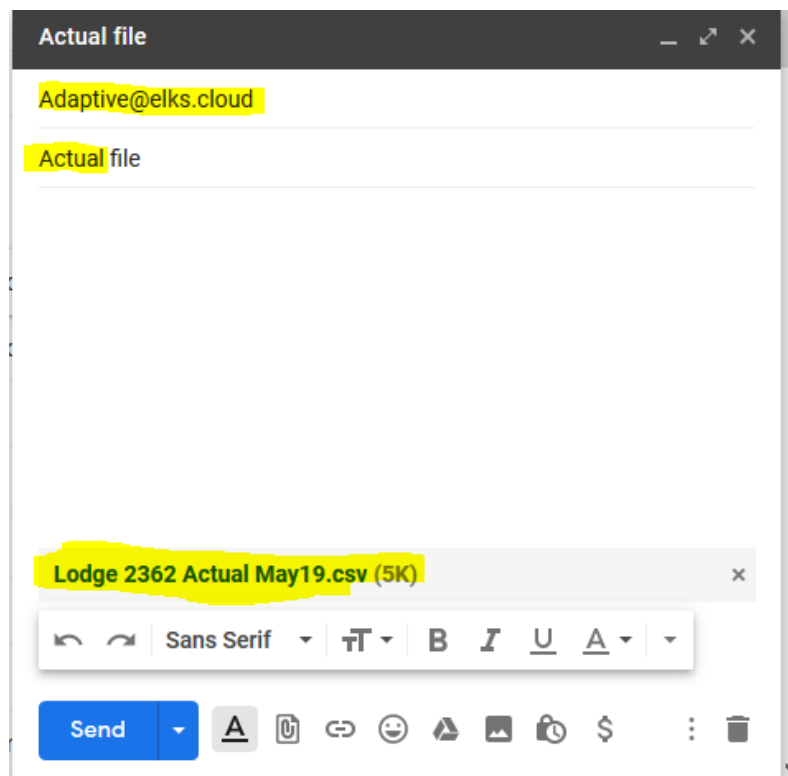 Actual file
Adaptive@elks.cloud
Actual file
Lodge 2362 Actual May19.csv (5K)
Sans Serif
B I U A
Send A $